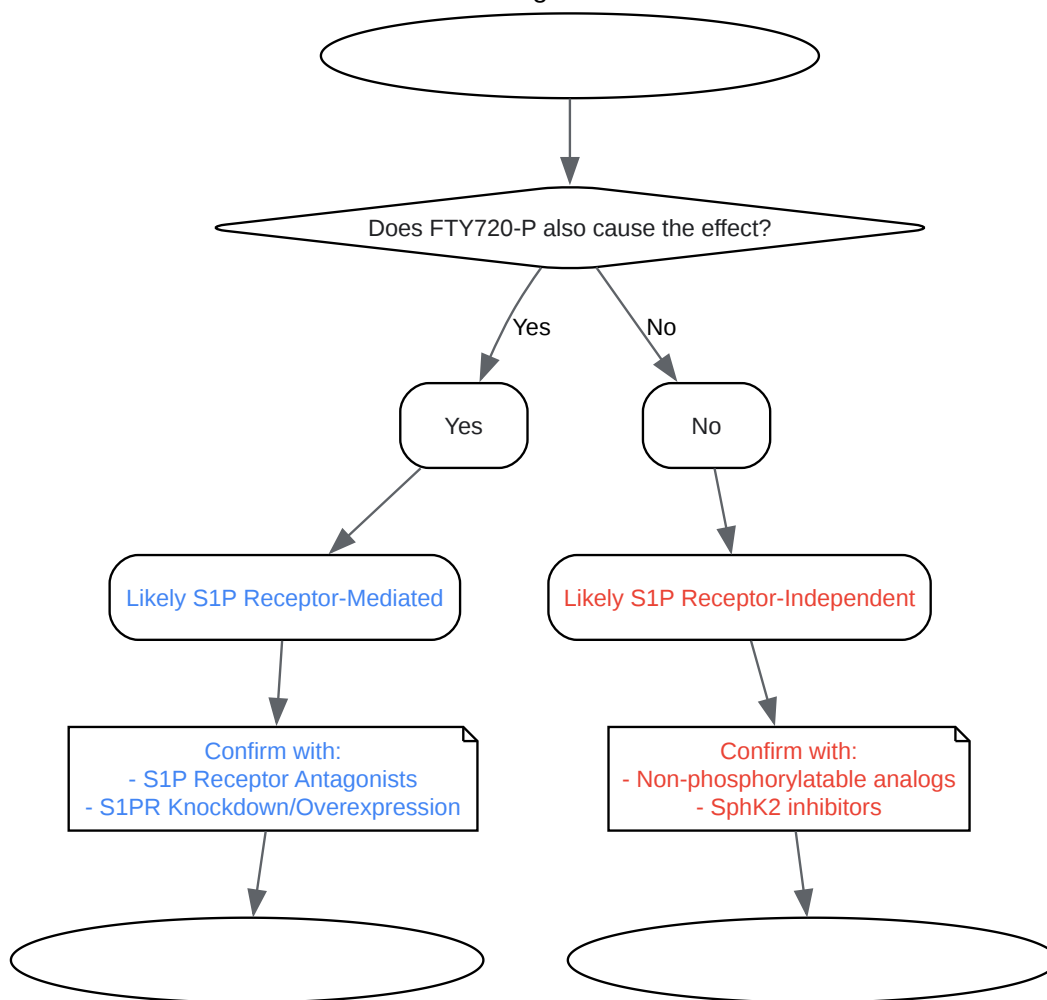 Does FTY720-P also cause the effect?
Yes
No
Yes
No
Likely S1P Receptor-Mediated
Likely S1P Receptor-Independent
Confirm with:
- S1P Receptor Antagonists
- S1PR Knockdown/Overexpression
Confirm with:
- Non-phosphorylatable analogs
- SphK2 inhibitors